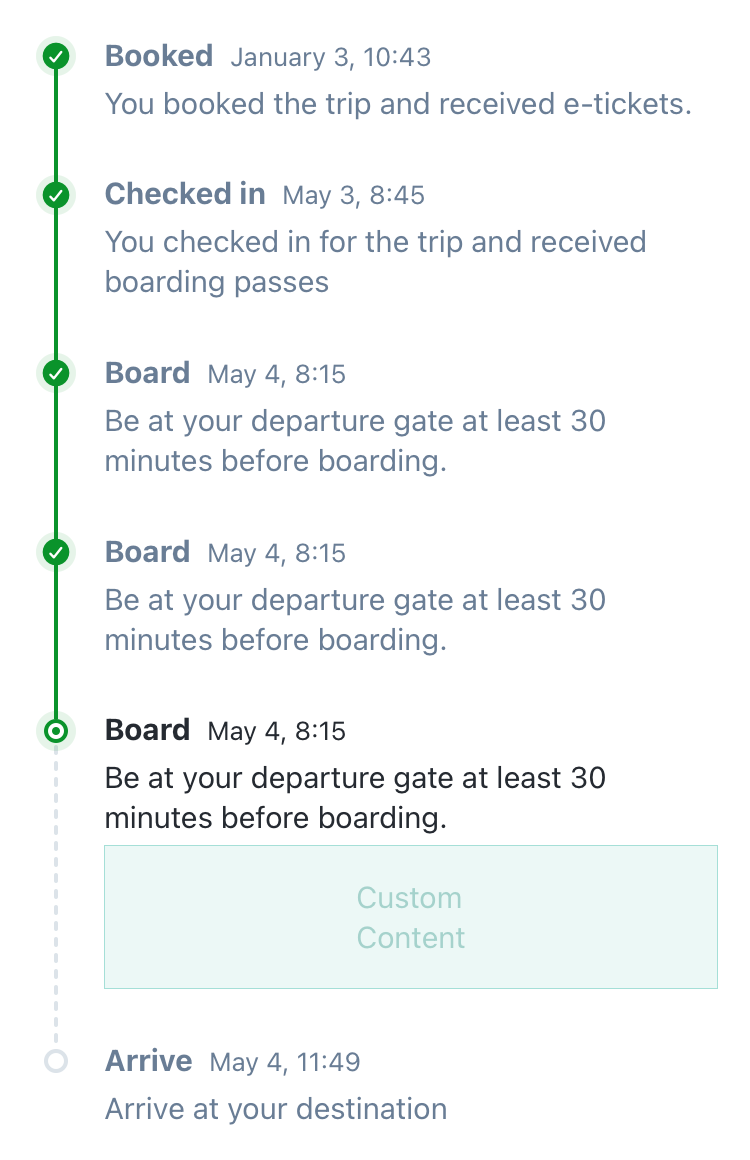 Booked January 3, 10:43
You booked the trip and received e-tickets.
Checked in May 3, 8:45
You checked in for the trip and received
boarding passes
Board May 4, 8:15
Be at your departure gate at least 30
minutes before boarding.
Board May 4, 8:15
Be at your departure gate at least 30
minutes before boarding.
Board May 4, 8:15
Be at your departure gate at least 30
minutes before boarding.
Custom
Content
Arrive May 4, 11:49
Arrive at your destination